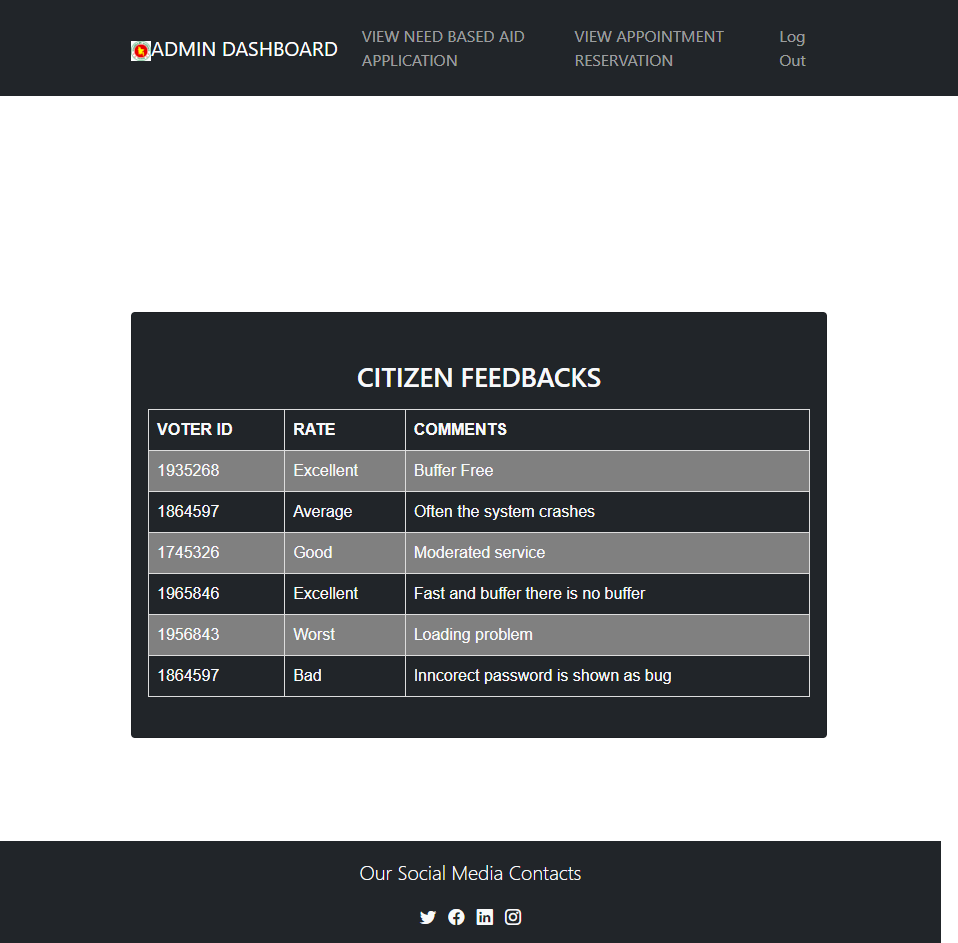 ADMIN DASHBOARD
VIEW NEED BASED AID
APPLICATION
VIEW APPOINTMENT
RESERVATION
Log
Out
CITIZEN FEEDBACKS
VOTER ID RATE COMMENTS
1935268 Excellent Buffer Free
1864597 Average Often the system crashes
1745326 Good Moderated service
1965846 Excellent Fast and buffer there is no buffer
1956843 Worst Loading problem
1864597 Bad Inncorect password is shown as bug
Our Social Media Contacts